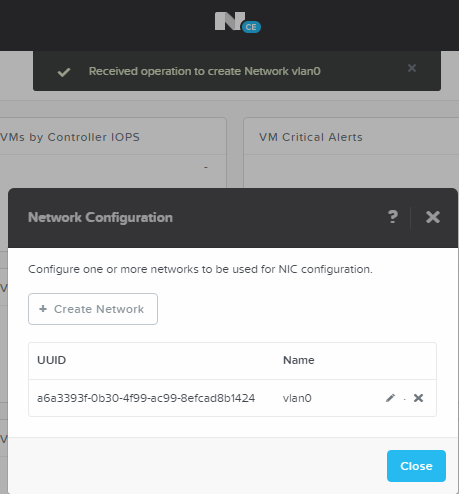 N
CE
Received operation to create Network vlan0
VMs by Controller IOPS
VM Critical Alerts
-
Network Configuration
?
Configure one or more networks to be used for NIC configuration.
+ Create Network
UUID Name
a6a3393f-0b30-4f99-ac99-8efcad8b1424 vlan0
Close
V
V